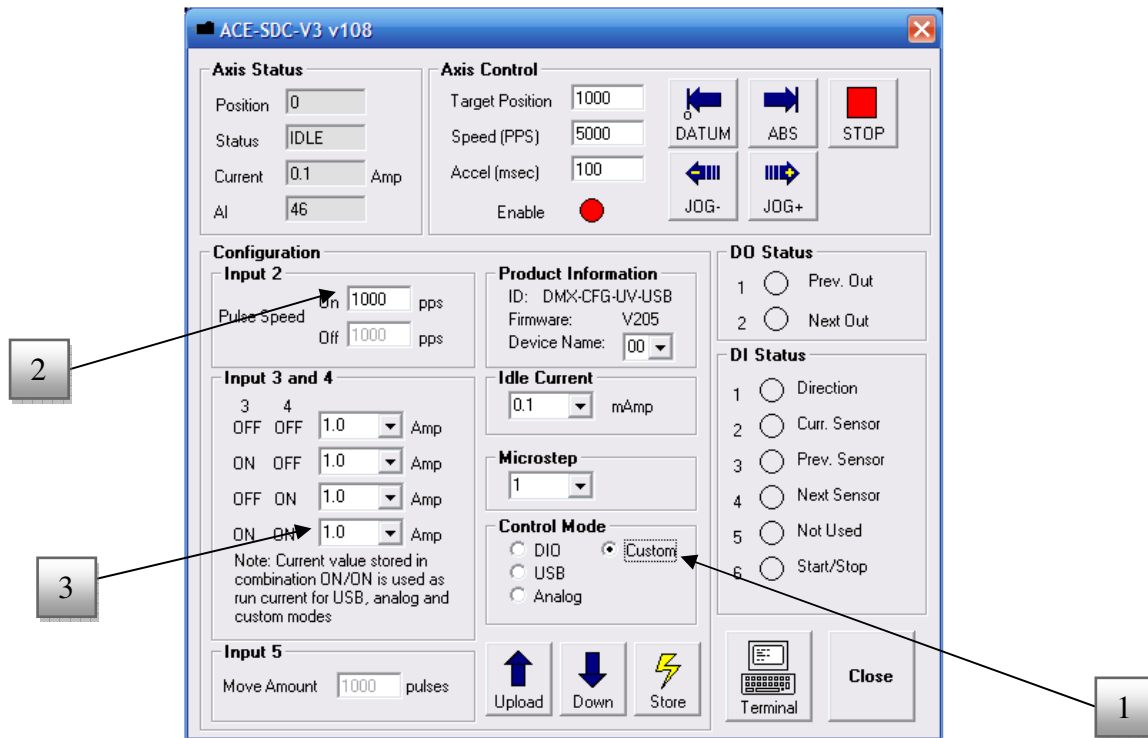 ACE-SDC-V3 v108
Axis Status
Position 0
Status IDLE
Current 0.1 Amp
AI 46
Axis Control
Target Position 1000
Speed (PPS) 5000
Accel (msec) 100
Enable
O
DATUM
ABS
STOP
JOG-
JOG+
Configuration
Input 2
Pulse Speed
On 1000 pps
Off 1000 pps
Product Information
ID: DMX-CFG-UV-USB
Firmware: V205
Device Name: 00
DO Status
1 Prev. Out
2 Next Out
2
Input 3 and 4
3 4
OFF OFF 1.0 Amp
ON OFF 1.0 Amp
OFF ON 1.0 Amp
ON ON 1.0 Amp
Note: Current value stored in
combination ON/ON is used as
run current for USB, analog and
custom modes
3
Idle Current
0.1 mAmp
Microstep
1
Control Mode
DIO
Custom
USB
Analog
DI Status
1 Direction
2 Curr. Sensor
3 Prev. Sensor
4 Next Sensor
5 Not Used
6 Start/Stop
Input 5
Move Amount 1000 pulses
Upload
Down
Store
Terminal
Close
1